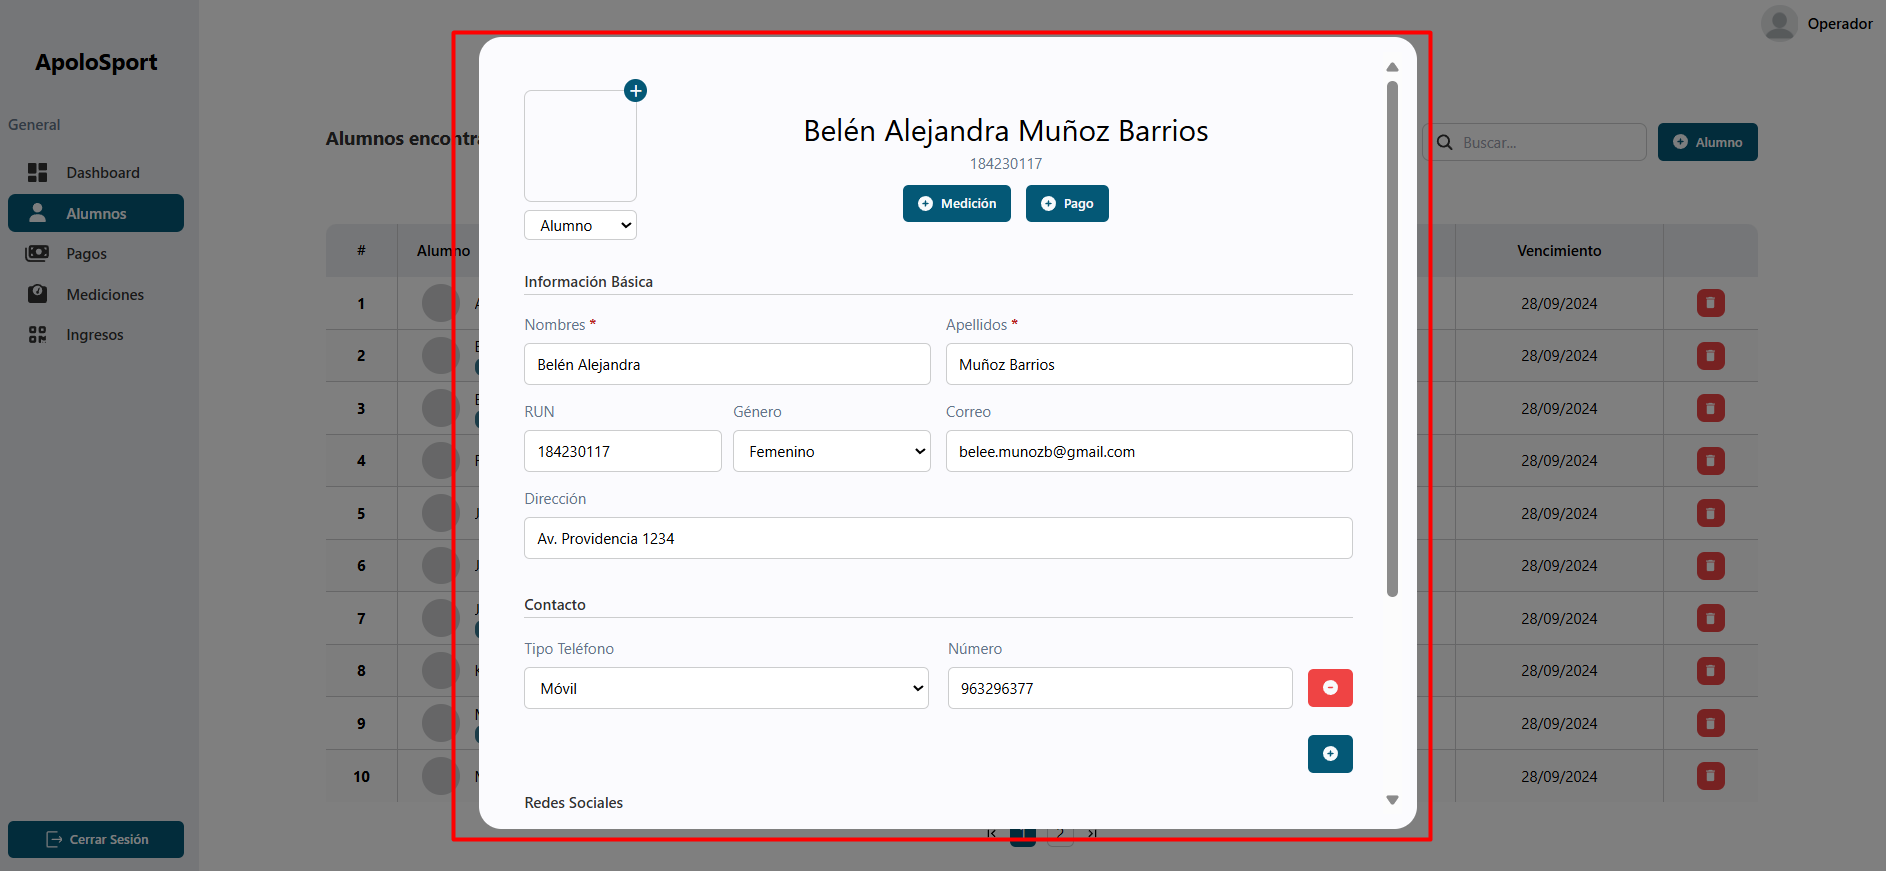 Operador
ApoloSport
General
Dashboard
Alumnos
Pagos
Mediciones
Ingresos
Cerrar Sesión
Alumnos
Buscar...
Alumno
# Alumno Vencimiento
1 28/09/2024
2 28/09/2024
3 28/09/2024
4 28/09/2024
5 28/09/2024
6 28/09/2024
7 28/09/2024
8 28/09/2024
9 28/09/2024
10 28/09/2024
1 2
Belén Alejandra Muñoz Barrios
184230117
Medición Pago
Alumno
Información Básica
Nombres * Apellidos *
Belén Alejandra Muñoz Barrios
RUN Género Correo
184230117 Femenino belee.munozb@gmail.com
Dirección
Av. Providencia 1234
Contacto
Tipo Teléfono Número
Móvil 963296377
Redes Sociales